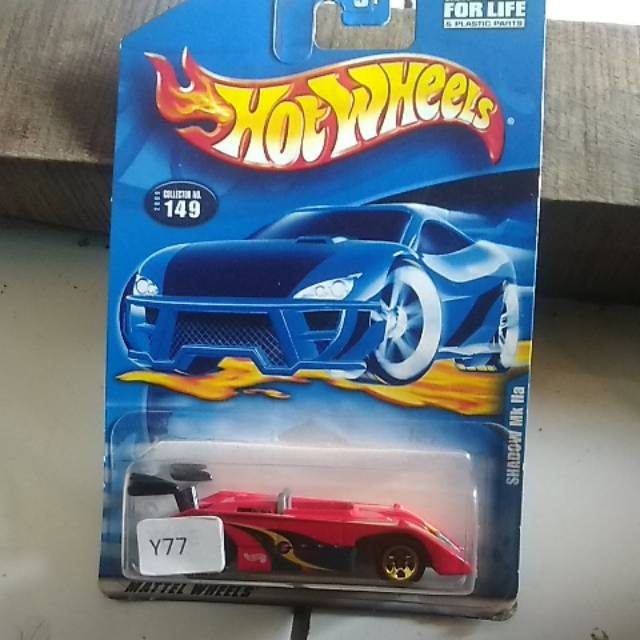 FOR LIFE
& PLASTIC PARTS
HOT WHEELS
COLLECTOR NO.
149
SHADOW Mk IIa
Y77
MATTEL WHEELS